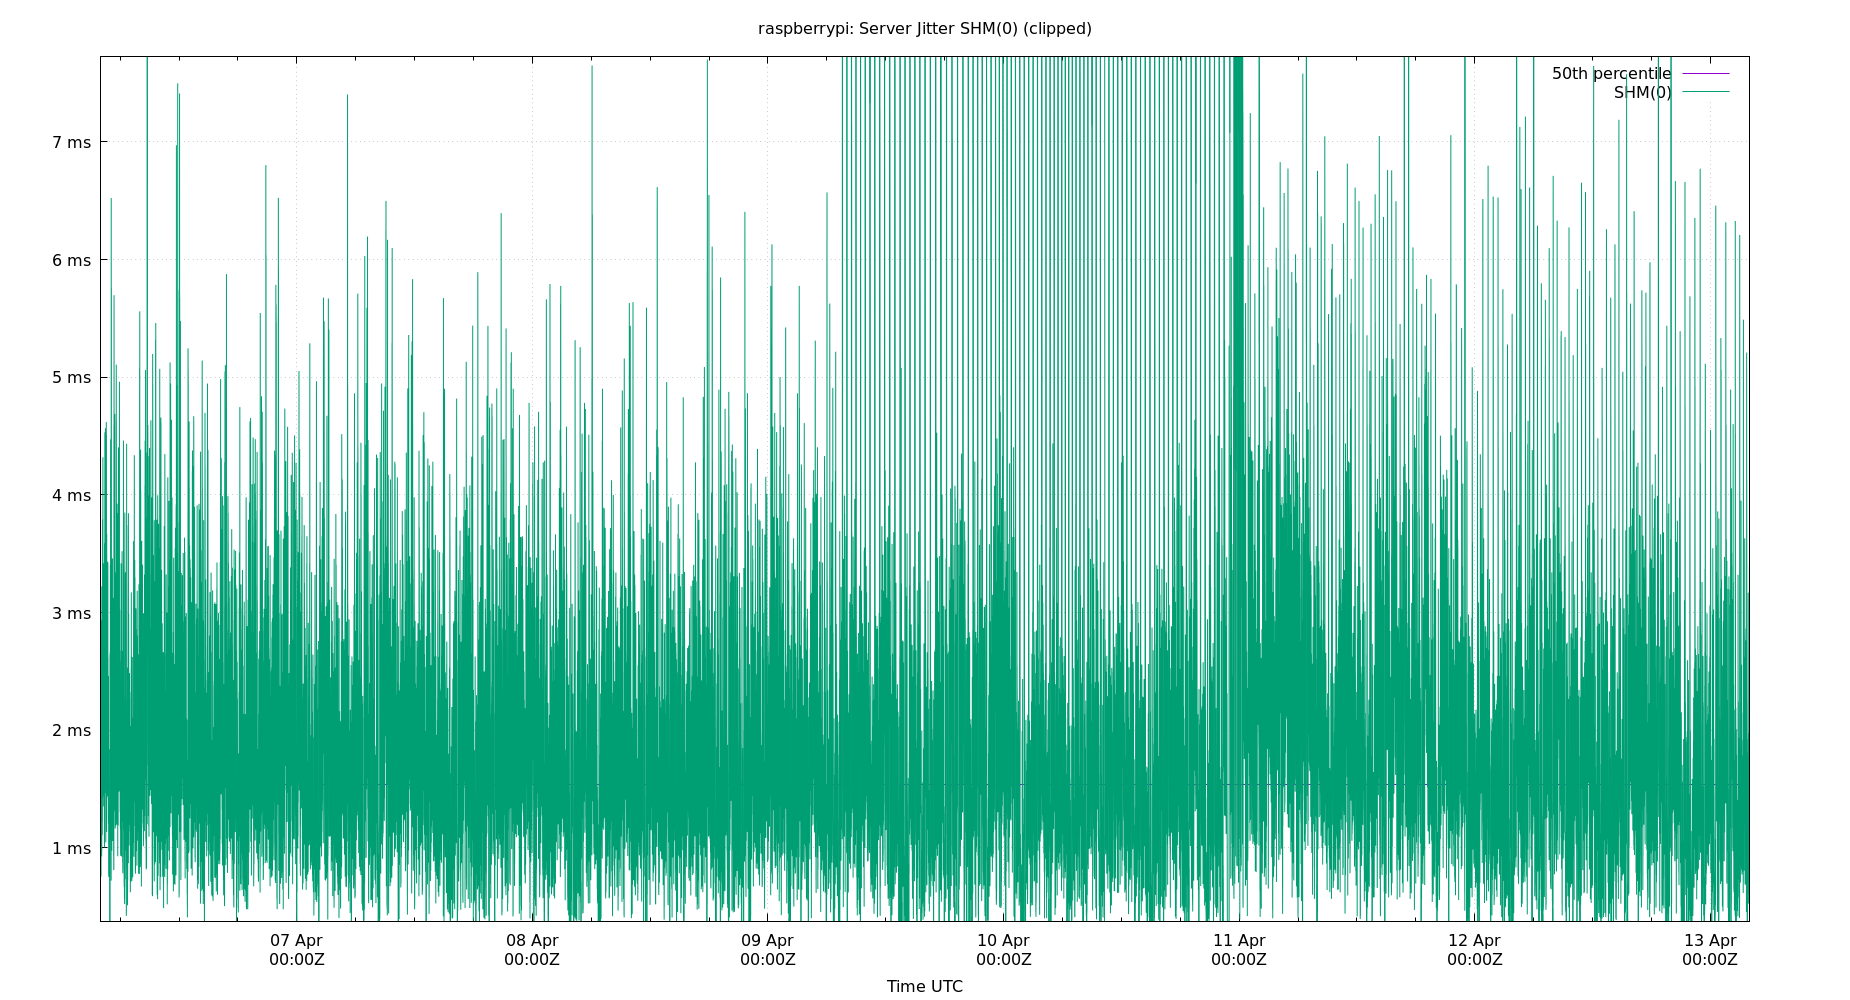 raspberrypi: Server Jitter SHM(0) (clipped)
50th percentile
SHM(0)
7 ms
6 ms
5 ms
4 ms
3 ms
2 ms
1 ms
07 Apr 08 Apr 09 Apr 10 Apr 11 Apr 12 Apr 13 Apr
00:00Z 00:00Z 00:00Z 00:00Z 00:00Z 00:00Z 00:00Z
Time UTC